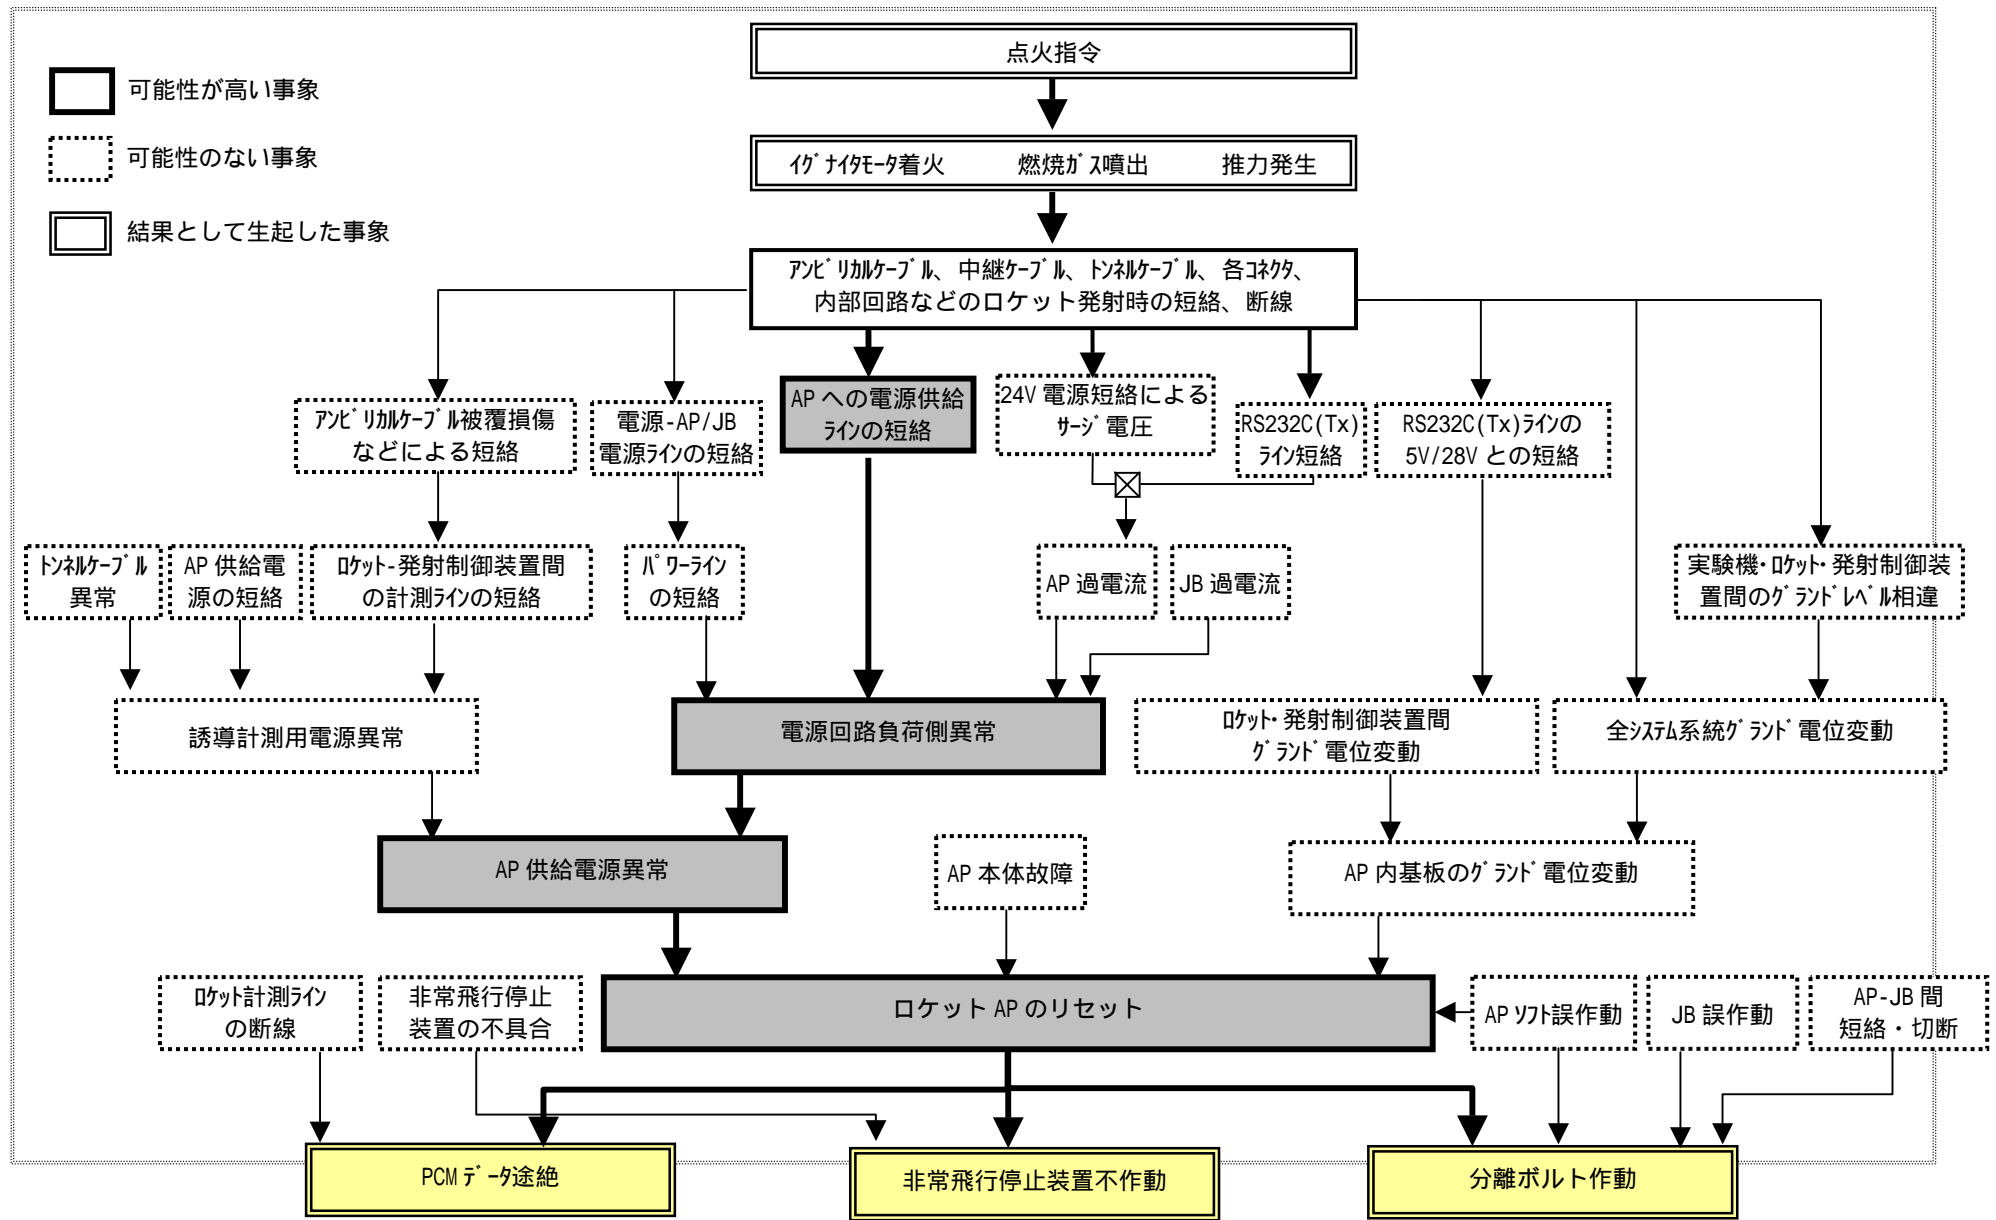 点火指令
可能性が高い事象
可能性のない事象
結果として生起した事象
ｲｸﾞﾅｲﾀﾓｰﾀ着火　燃焼ｶﾞｽ噴出　推力発生
ｱﾝﾋﾞﾘｶﾙｹｰﾌﾞﾙ、中継ｹｰﾌﾞﾙ、ﾄﾝﾈﾙｹｰﾌﾞﾙ、各ｺﾈｸﾀ、
内部回路などのロケット発射時の短絡、断線
ｱﾝﾋﾞﾘｶﾙｹｰﾌﾞﾙ被覆損傷
などによる短絡
電源-AP/JB
電源ﾗｲﾝの短絡
AP への電源供給
ﾗｲﾝの短絡
24V 電源短絡による
ｻｰｼﾞ電圧
RS232C(Tx)
ﾗｲﾝ短絡
RS232C(Tx)ﾗｲﾝの
5V/28V との短絡
ﾄﾝﾈﾙｹｰﾌﾞﾙ
異常
AP 供給電
源の短絡
ﾛｹｯﾄ-発射制御装置間
の計測ﾗｲﾝの短絡
ﾊﾟﾜｰﾗｲﾝ
の短絡
AP 過電流
JB 過電流
実験機・ﾛｹｯﾄ・発射制御装
置間のｸﾞﾗﾝﾄﾞﾚﾍﾞﾙ相違
誘導計測用電源異常
電源回路負荷側異常
ﾛｹｯﾄ・発射制御装置間
ｸﾞﾗﾝﾄﾞ電位変動
全ｼｽﾃﾑ系統ｸﾞﾗﾝﾄﾞ電位変動
AP 供給電源異常
AP 本体故障
AP 内基板のｸﾞﾗﾝﾄﾞ電位変動
ﾛｹｯﾄ計測ﾗｲﾝ
の断線
非常飛行停止
装置の不具合
ロケット AP のリセット
AP ｿﾌﾄ誤作動
JB 誤作動
AP-JB 間
短絡・切断
PCM ﾃﾞｰﾀ途絶
非常飛行停止装置不作動
分離ボルト作動